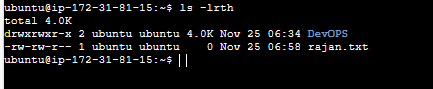 ubuntu@ip-172-31-81-15:~$ ls -lrth
total 4.0K
drwxrwxr-x 2 ubuntu ubuntu 4.0K Nov 25 06:34 DevOPS
-rw-rw-r-- 1 ubuntu ubuntu    0 Nov 25 06:58 rajan.txt
ubuntu@ip-172-31-81-15:~$